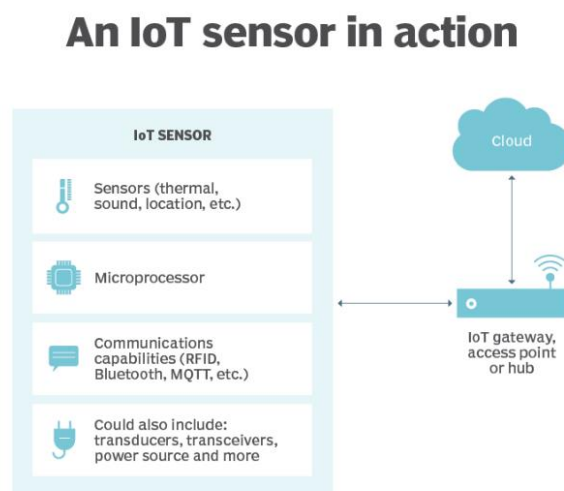 An IoT sensor in action
IoT SENSOR
Sensors (thermal,
sound, location, etc.)
Microprocessor
Communications
capabilities (RFID,
Bluetooth, MQTT, etc.)
Could also include:
transducers, transceivers,
power source and more
Cloud
IoT gateway,
access point
or hub